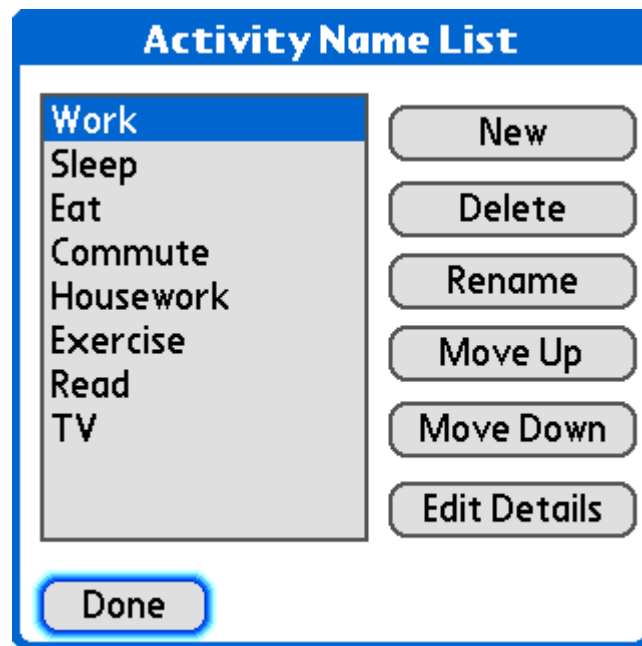 Activity Name List
Work
Sleep
Eat
Commute
Housework
Exercise
Read
TV
New
Delete
Rename
Move Up
Move Down
Edit Details
Done